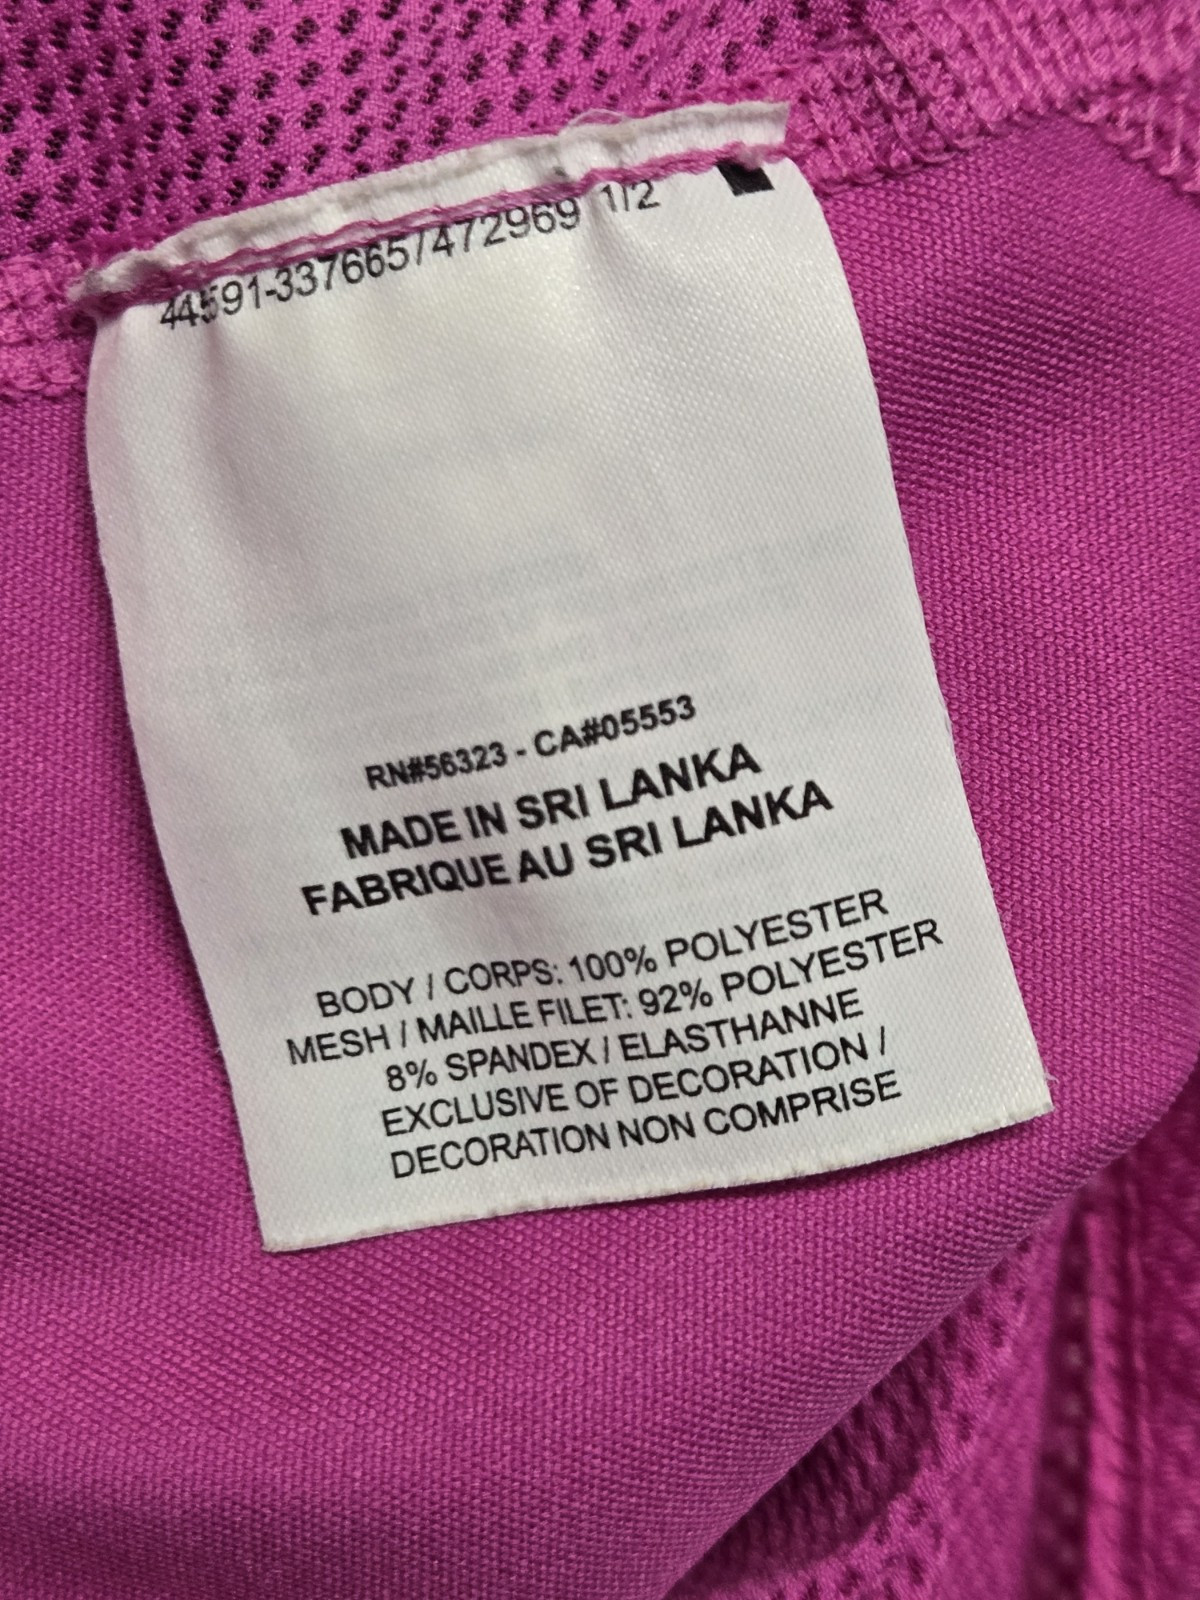 44591-337665/472969 1/2
RN#56323 - CA#05553
MADE IN SRI LANKA
FABRIQUE AU SRI LANKA
BODY / CORPS: 100% POLYESTER
MESH / MAILLE FILET: 92% POLYESTER
8% SPANDEX / ELASTHANNE
EXCLUSIVE OF DECORATION /
DECORATION NON COMPRISE